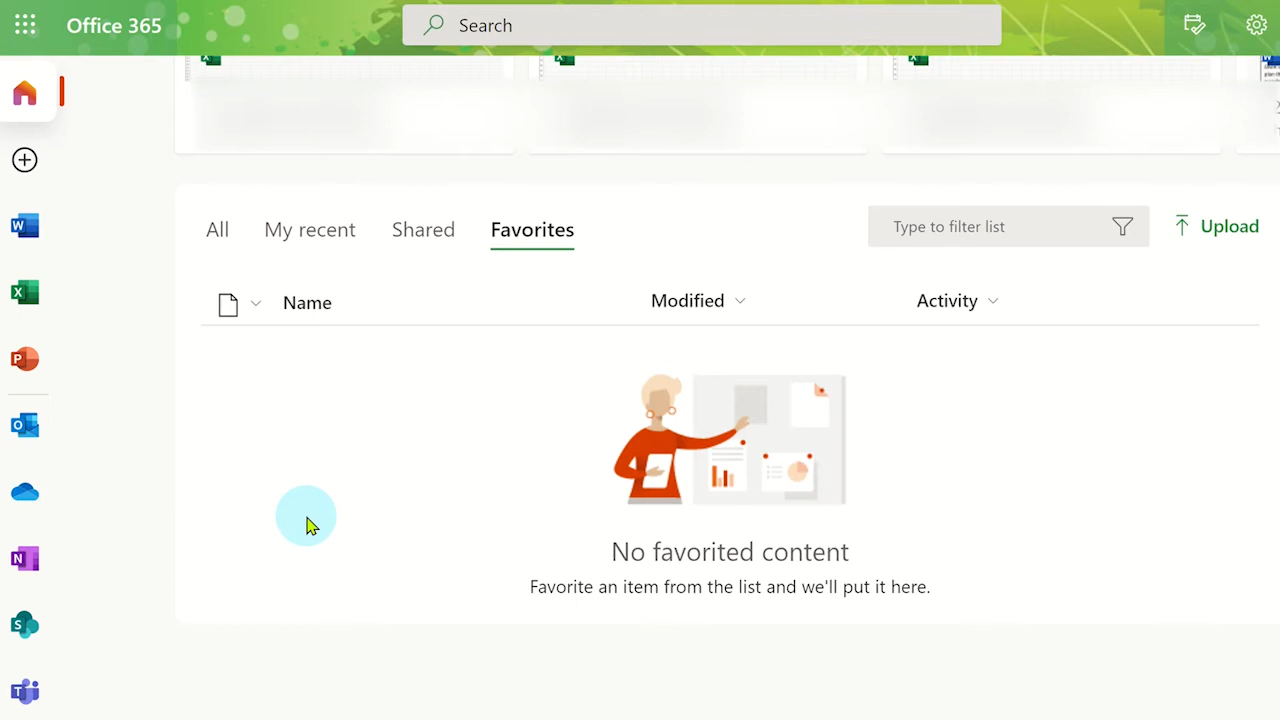 Office 365
Search
All
My recent
Shared
Favorites
Type to filter list
Upload
Name
Modified
Activity
No favorited content
Favorite an item from the list and we'll put it here.